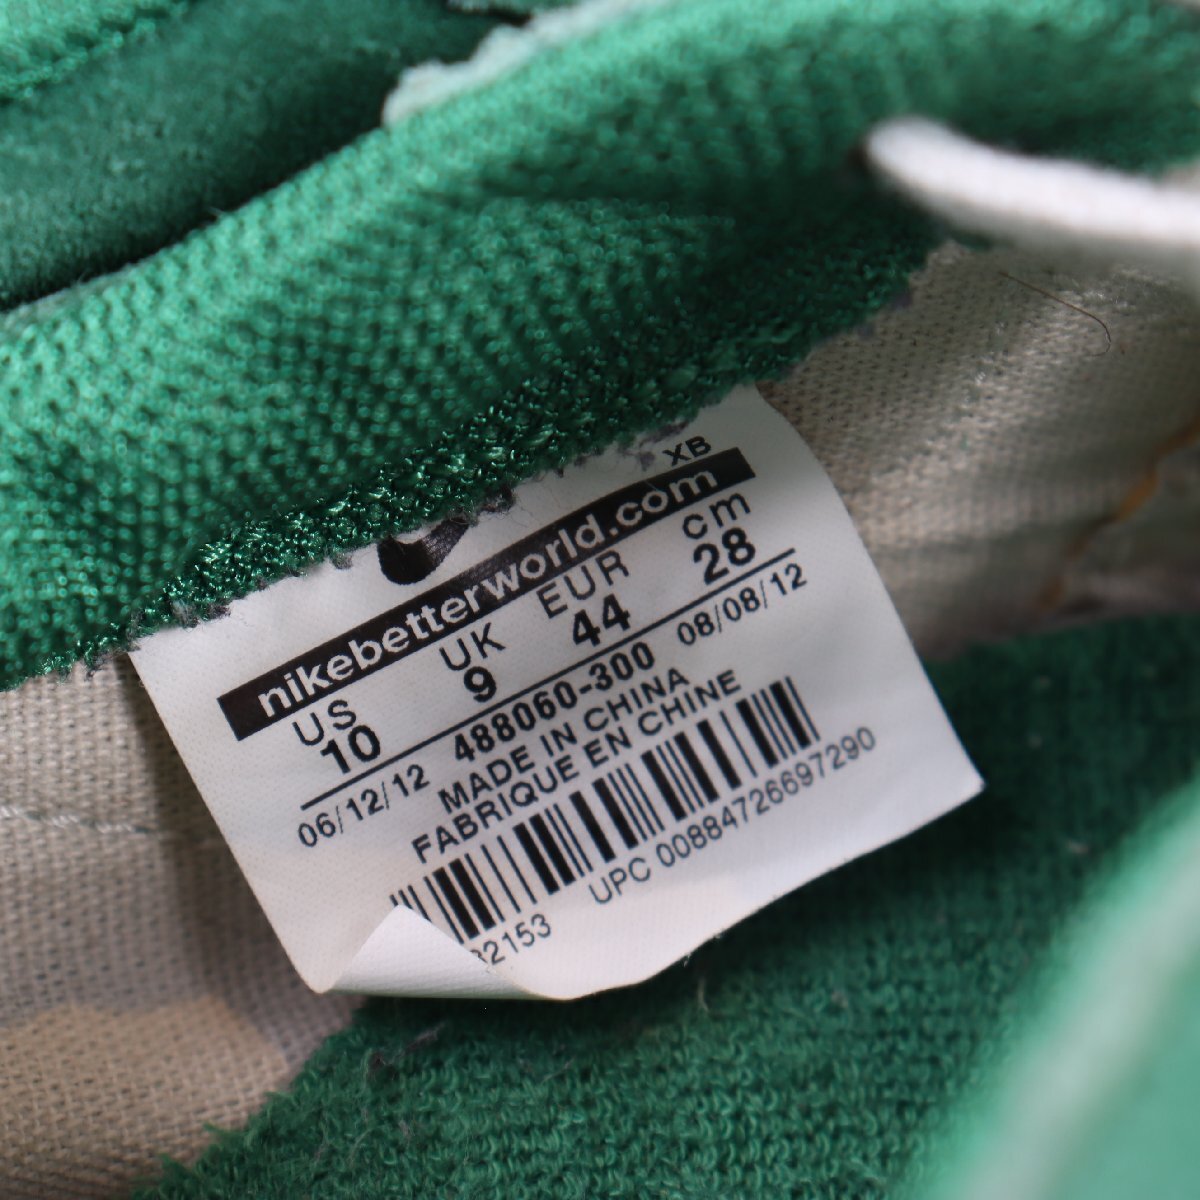 XB
nikebetterworld.com
US UK EUR cm
10 9 44 28
06/12/12 488060-300 08/08/12
MADE IN CHINA
FABRIQUE EN CHINE
UPC 00884726697290